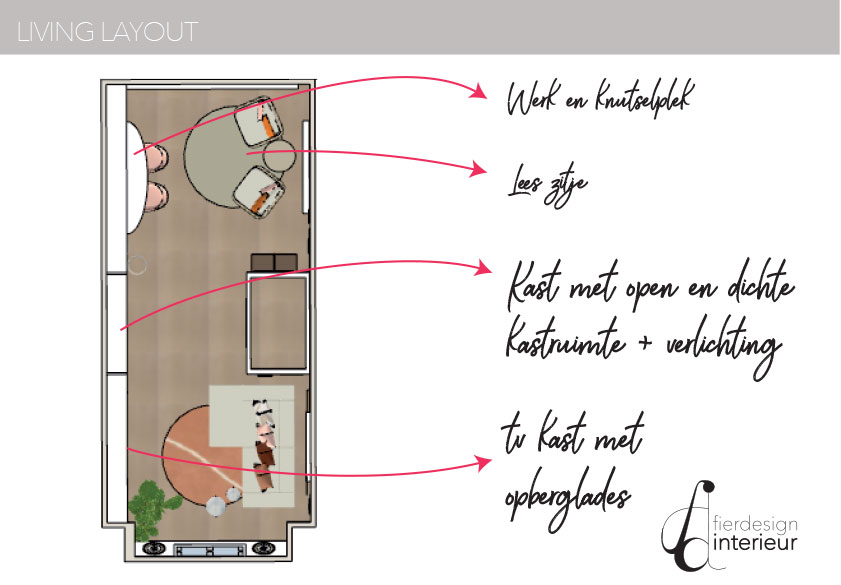 LIVING LAYOUT
Werk en knutselplek
Lees zitje
Kast met open en dichte
Kastruimte + verlichting
tv Kast met
opberglades
fierdesign
interieur